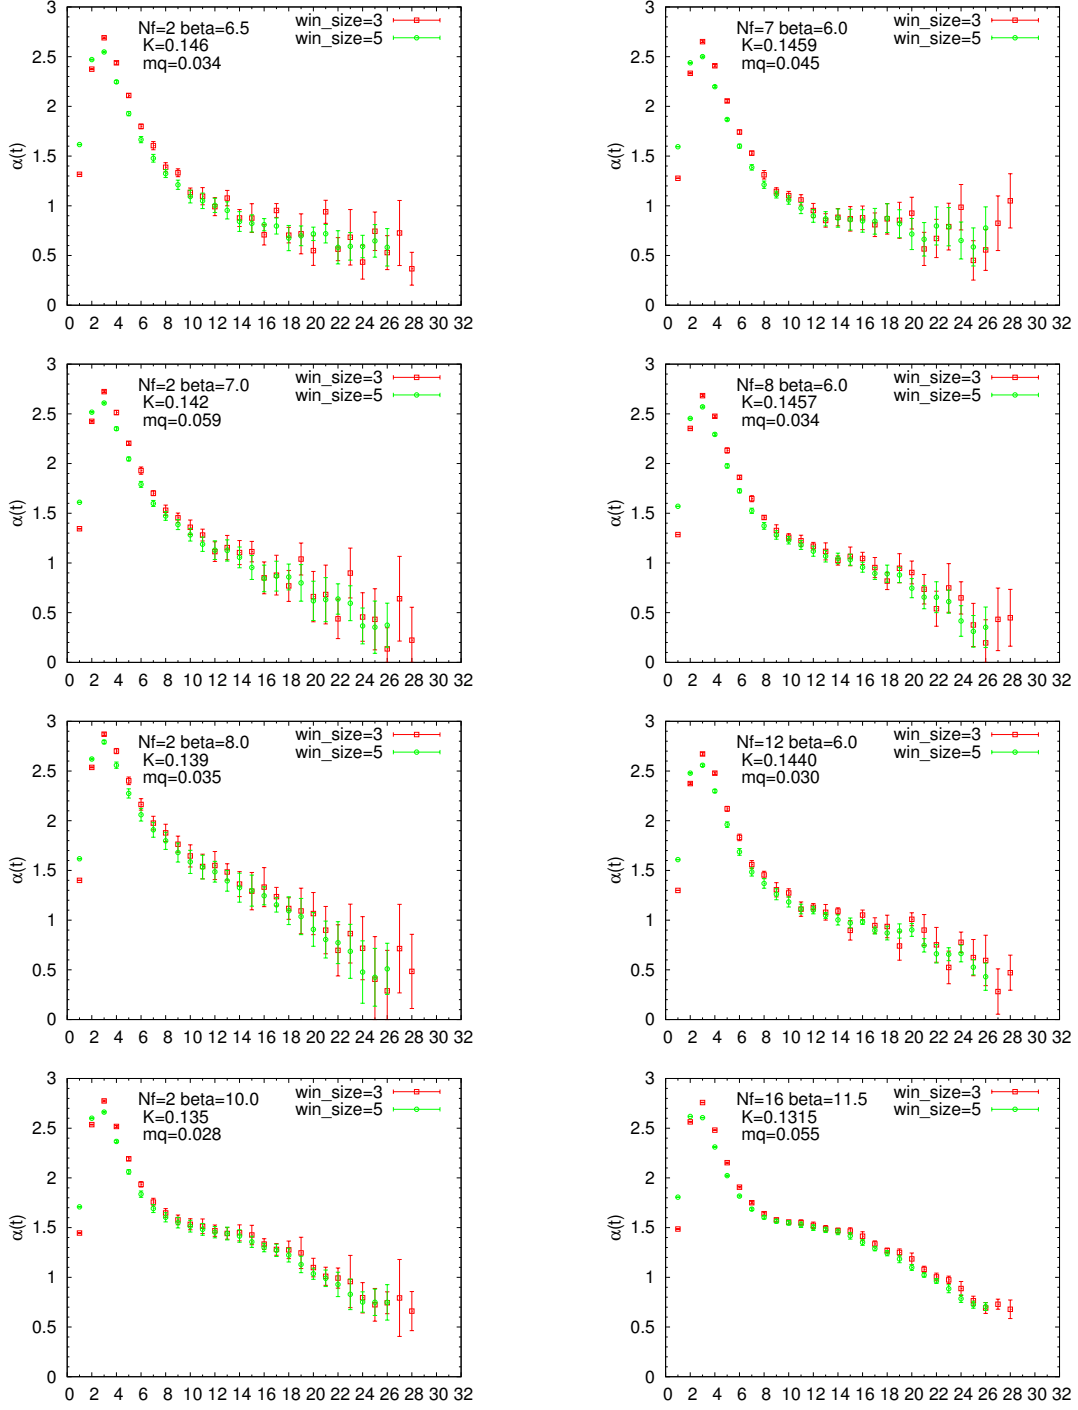 Nf=2 beta=6.5
K=0.146
mq=0.034
win_size=3
win_size=5
α(t)
3
2.5
2
1.5
1
0.5
0
0 2 4 6 8 10 12 14 16 18 20 22 24 26 28 30 32
Nf=7 beta=6.0
K=0.1459
mq=0.045
win_size=3
win_size=5
α(t)
3
2.5
2
1.5
1
0.5
0
0 2 4 6 8 10 12 14 16 18 20 22 24 26 28 30 32
Nf=2 beta=7.0
K=0.142
mq=0.059
win_size=3
win_size=5
α(t)
3
2.5
2
1.5
1
0.5
0
0 2 4 6 8 10 12 14 16 18 20 22 24 26 28 30 32
Nf=8 beta=6.0
K=0.1457
mq=0.034
win_size=3
win_size=5
α(t)
3
2.5
2
1.5
1
0.5
0
0 2 4 6 8 10 12 14 16 18 20 22 24 26 28 30 32
Nf=2 beta=8.0
K=0.139
mq=0.035
win_size=3
win_size=5
α(t)
3
2.5
2
1.5
1
0.5
0
0 2 4 6 8 10 12 14 16 18 20 22 24 26 28 30 32
Nf=12 beta=6.0
K=0.1440
mq=0.030
win_size=3
win_size=5
α(t)
3
2.5
2
1.5
1
0.5
0
0 2 4 6 8 10 12 14 16 18 20 22 24 26 28 30 32
Nf=2 beta=10.0
K=0.135
mq=0.028
win_size=3
win_size=5
α(t)
3
2.5
2
1.5
1
0.5
0
0 2 4 6 8 10 12 14 16 18 20 22 24 26 28 30 32
Nf=16 beta=11.5
K=0.1315
mq=0.055
win_size=3
win_size=5
α(t)
3
2.5
2
1.5
1
0.5
0
0 2 4 6 8 10 12 14 16 18 20 22 24 26 28 30 32